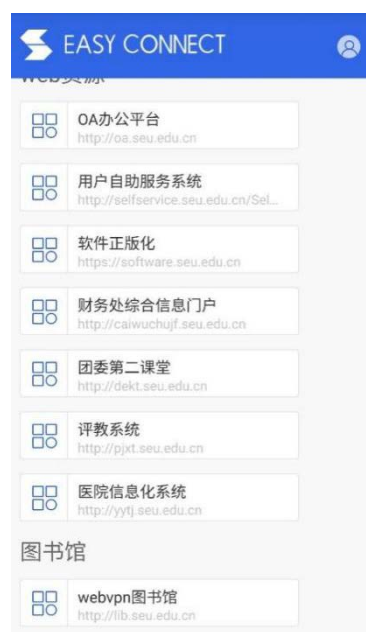 EASY CONNECT
Web资源
OA办公平台
http://oa.seu.edu.cn
用户自助服务系统
http://selfservice.seu.edu.cn/Sel...
软件正版化
https://software.seu.edu.cn
财务处综合信息门户
http://caiwuchujf.seu.edu.cn
团委第二课堂
http://dekt.seu.edu.cn
评教系统
http://pjxt.seu.edu.cn
医院信息化系统
http://yytj.seu.edu.cn
图书馆
webvpn图书馆
http://lib.seu.edu.cn